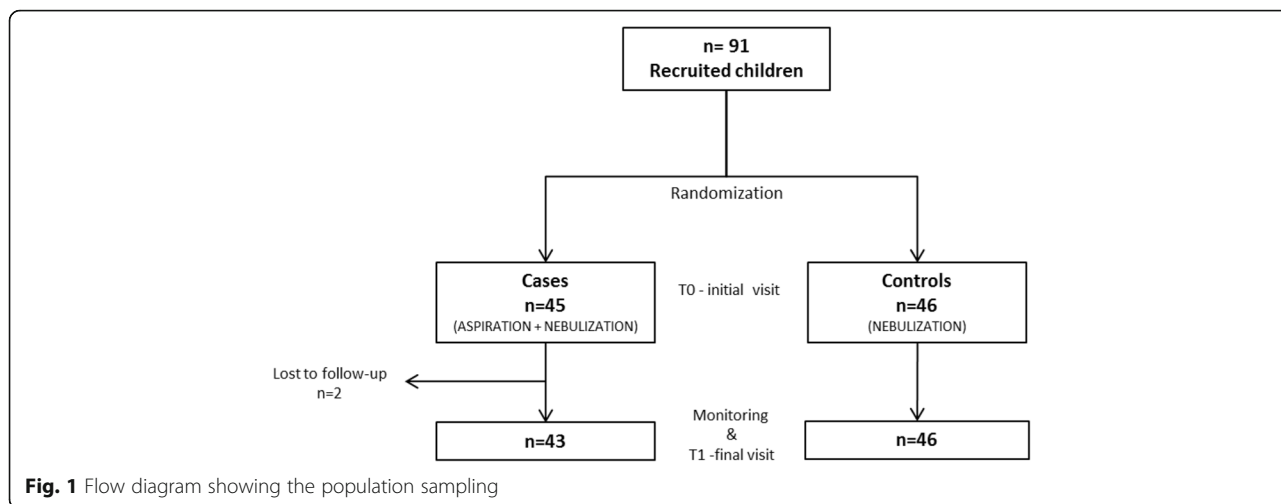 n= 91
Recruited children
Randomization
Cases
n=45
(ASPIRATION + NEBULIZATION)
T0 - initial visit
Controls
n=46
(NEBULIZATION)
Lost to follow-up
n=2
n=43
Monitoring
&
T1 -final visit
n=46
Fig. 1 Flow diagram showing the population sampling